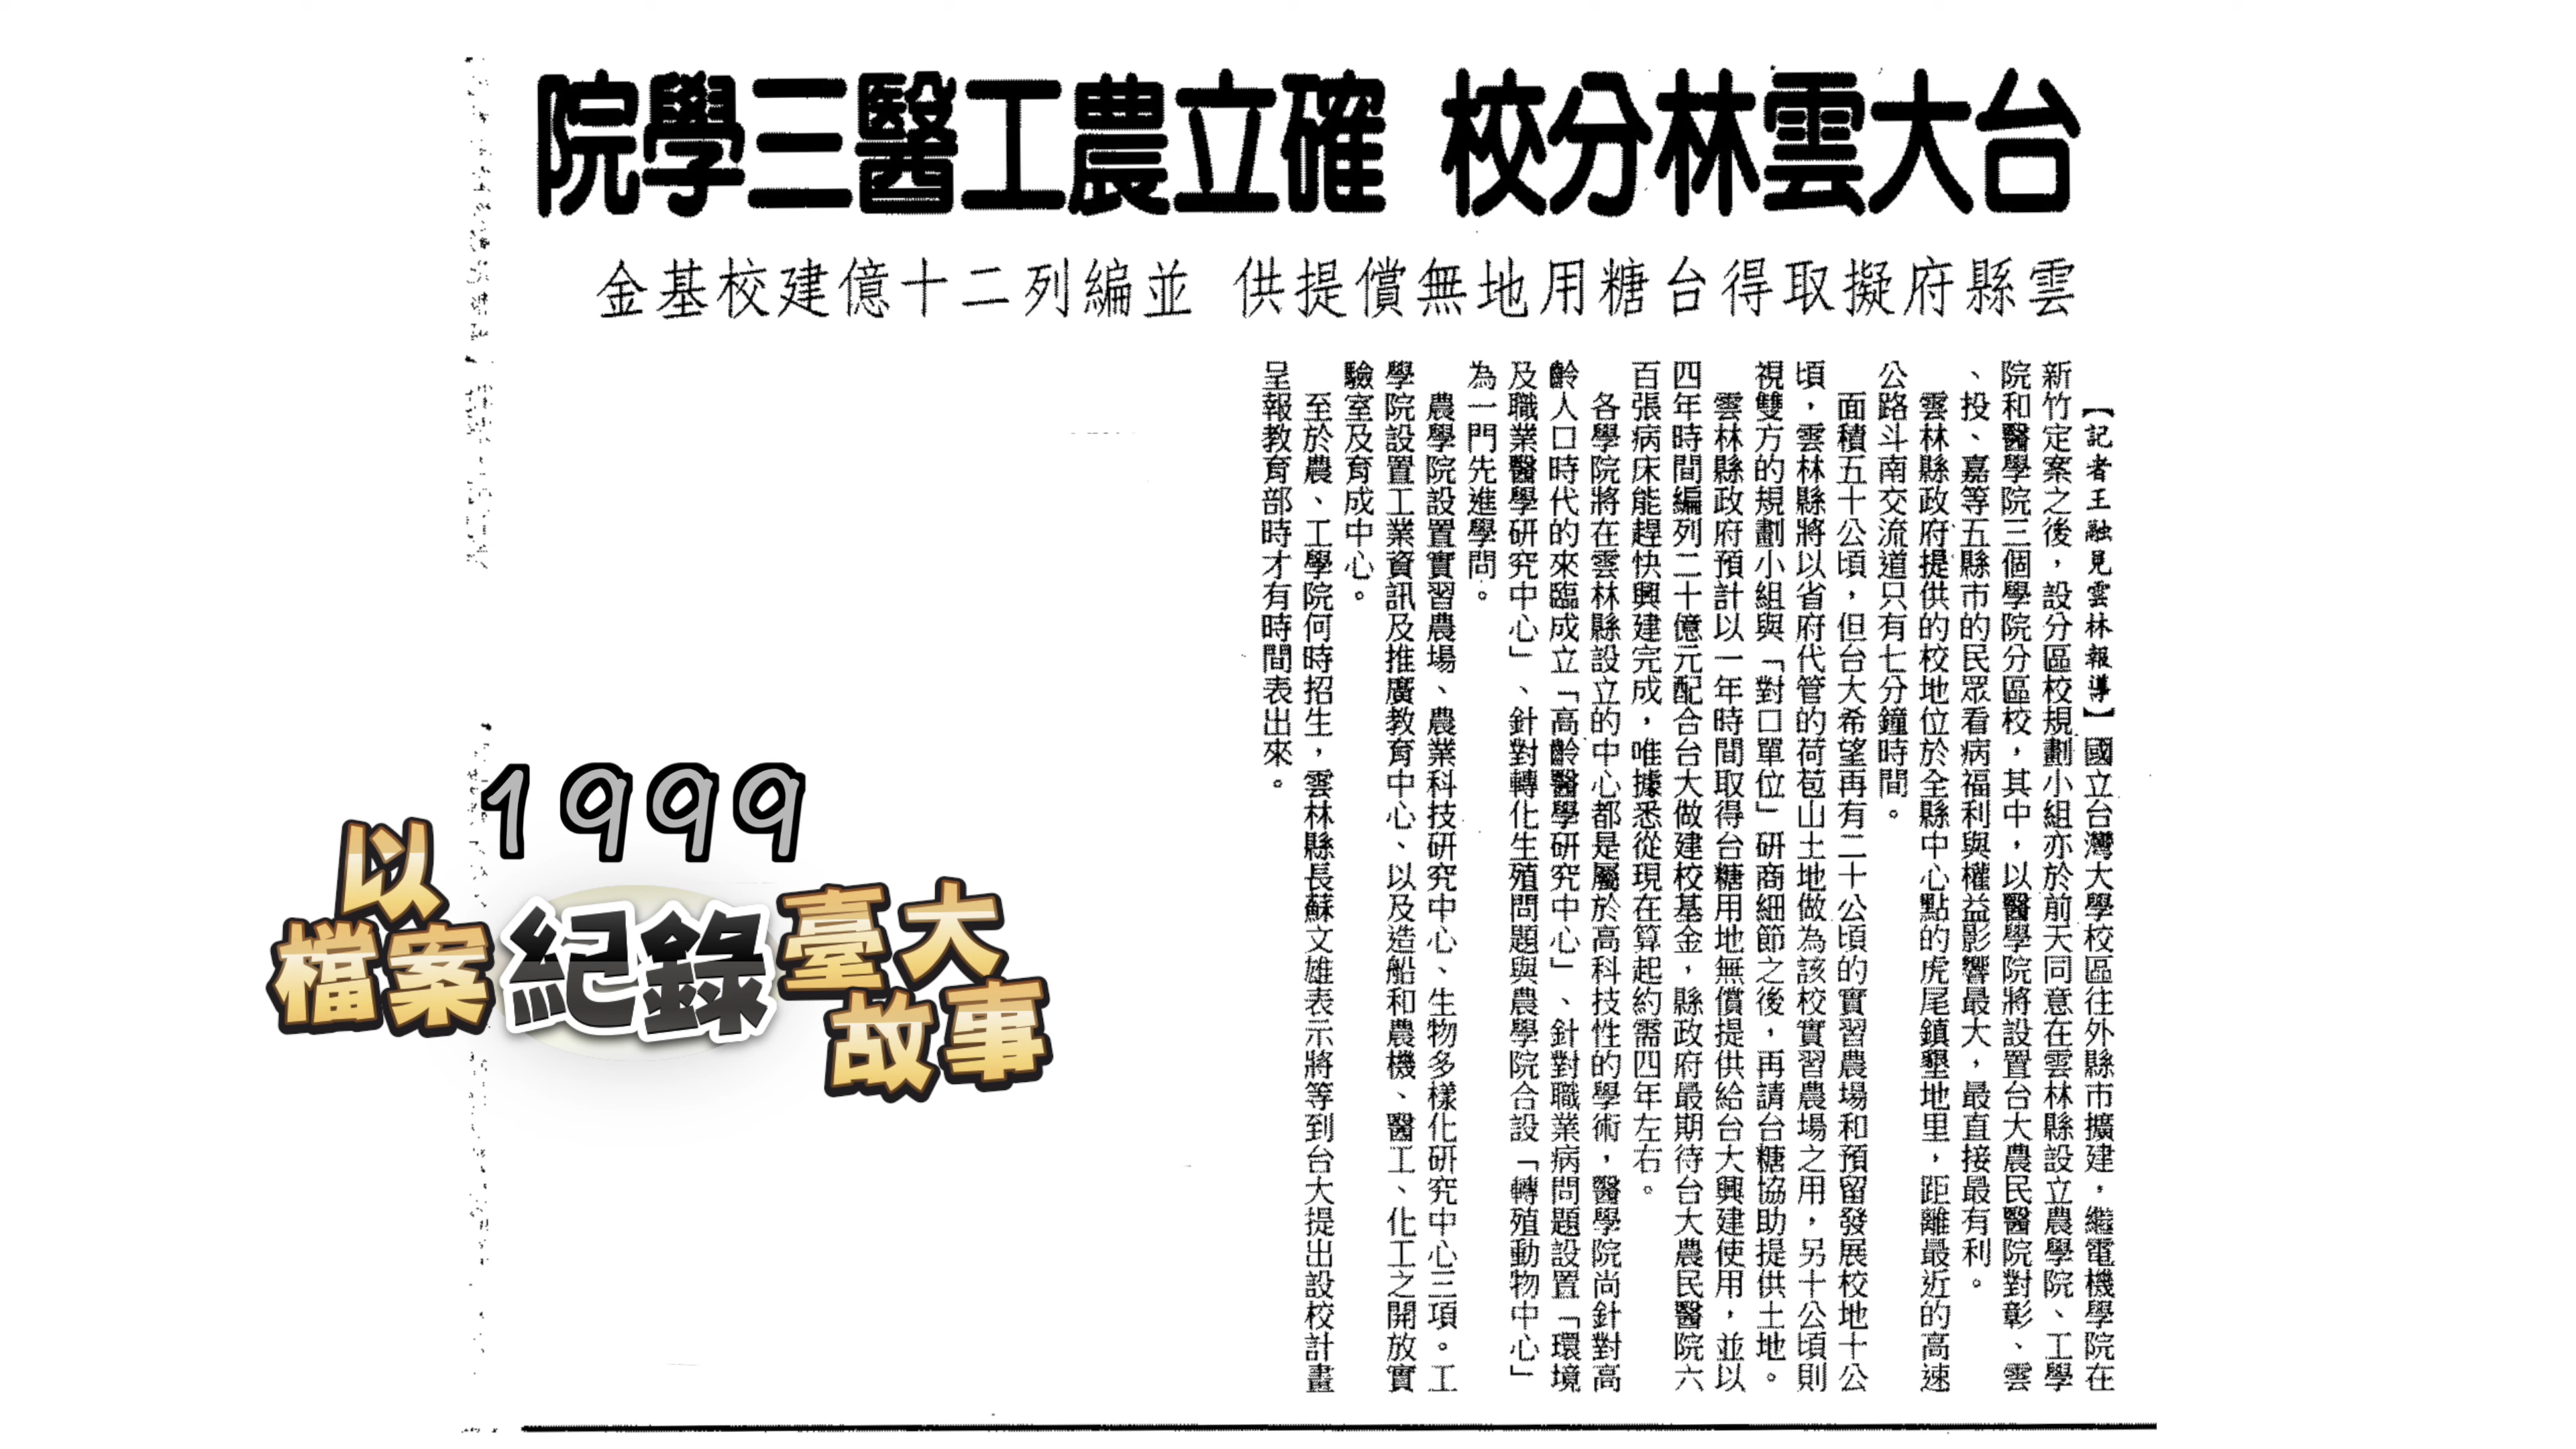 台大雲林分校 確立農工醫三學院
雲縣府擬取得台糖用地無償提供 並編列二十億建校基金
【記者王融見雲林報導】國立台灣大學校區往外縣市擴建,繼電機學院在
新竹定案之後,設分區校規劃小組亦於前天同意在雲林縣設立農學院、工學
院和醫學院三個學院分區校,其中,以醫學院將設置台大農民醫院對彰、雲
、投、嘉等五縣市的民眾看病福利與權益影響最大,最直接最有利。
雲林縣政府提供的校地位於全縣中心點的虎尾鎮墾地里,距離最近的高速
公路斗南交流道只有七分鐘時間。
面積五十公頃,但台大希望再有二十公頃的實習農場和預留發展校地十公
頃,雲林縣將以省府代管的荷苞山土地做為該校實習農場之用,另十公頃則
視雙方的規劃小組與「對口單位」研商細節之後,再請台糖協助提供土地。
雲林縣政府預計以一年時間取得台糖用地無償提供給台大興建使用,並以
四年時間編列二十億元配合台大做建校基金,縣政府最期待台大農民醫院六
百張病床能趕快興建完成,唯據悉從現在算起約需四年左右。
各學院將在雲林縣設立的中心都是屬於高科技性的學術,醫學院尚針對高
齡人口時代的來臨成立「高齡醫學研究中心」、針對職業病問題設置「環境
及職業醫學研究中心」、針對轉化生殖問題與農學院合設「轉殖動物中心」
為一門先進學問。
農學院設置實習農場、農業科技研究中心、生物多樣化研究中心三項。工
學院設置工業資訊及推廣教育中心、以及造船和農機、醫工、化工之開放實
驗室及育成中心。
至於農、工學院何時招生,雲林縣長蘇文雄表示將等到台大提出設校計畫
呈報教育部時才有時間表出來。
1999
以
檔案紀錄臺大
故事